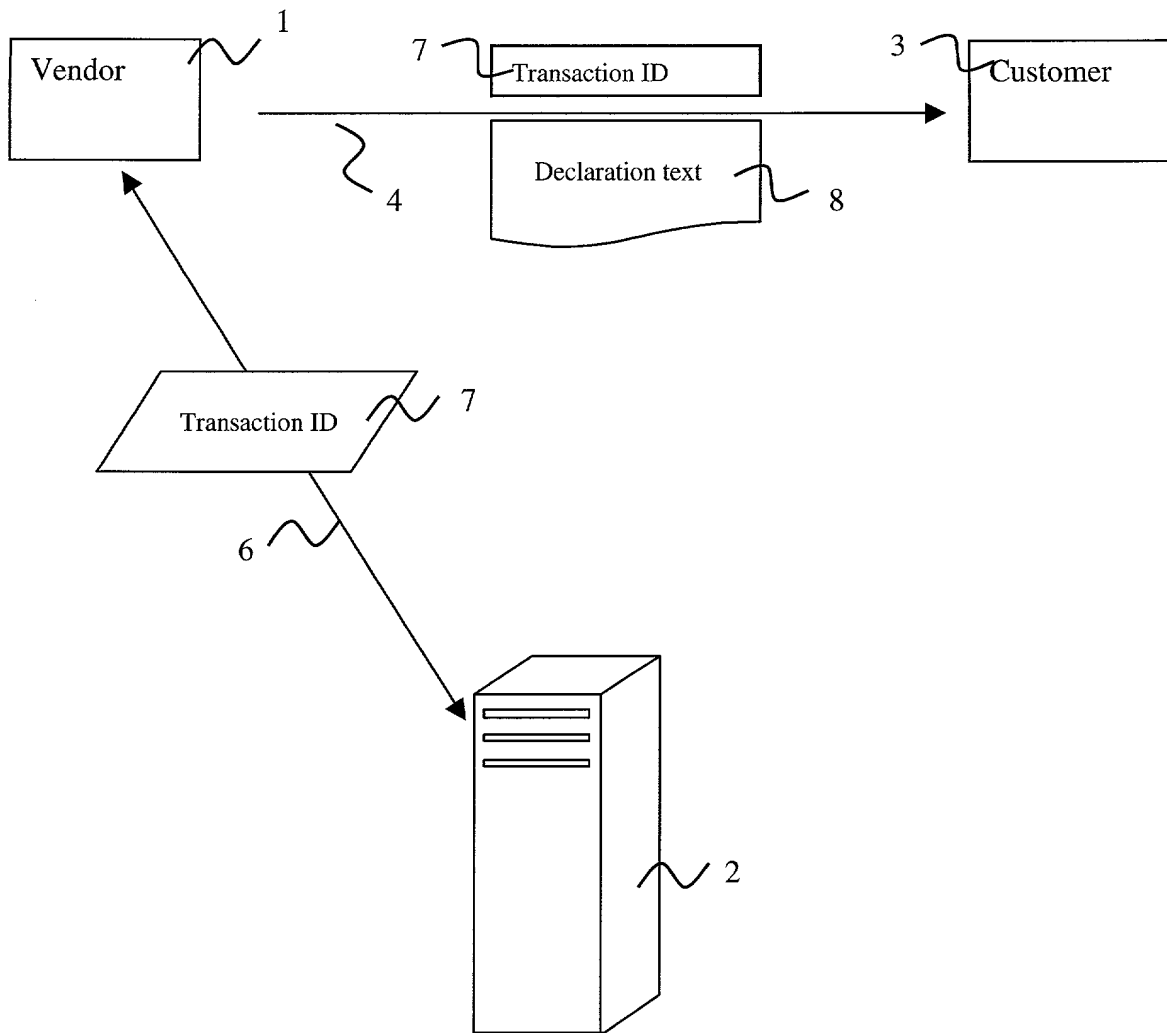 1
7
3
Vendor
Transaction ID
Customer
4
Declaration text
8
Transaction ID
7
6
2